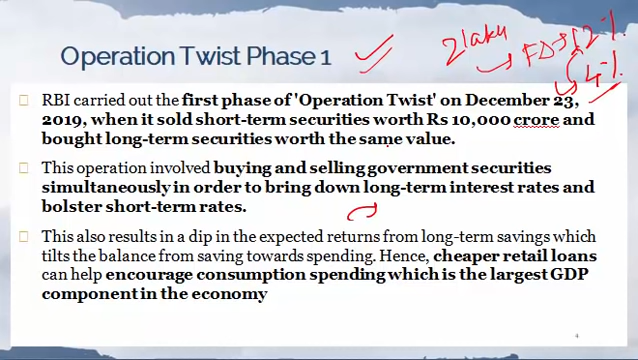 Operation Twist Phase 1
2 laky
FD → 12 %.
4 %.
RBI carried out the first phase of 'Operation Twist' on December 23,
2019, when it sold short-term securities worth Rs 10,000 crore and
bought long-term securities worth the same value.
This operation involved buying and selling government securities
simultaneously in order to bring down long-term interest rates and
bolster short-term rates.
This also results in a dip in the expected returns from long-term savings which
tilts the balance from saving towards spending. Hence, cheaper retail loans
can help encourage consumption spending which is the largest GDP
component in the economy
4